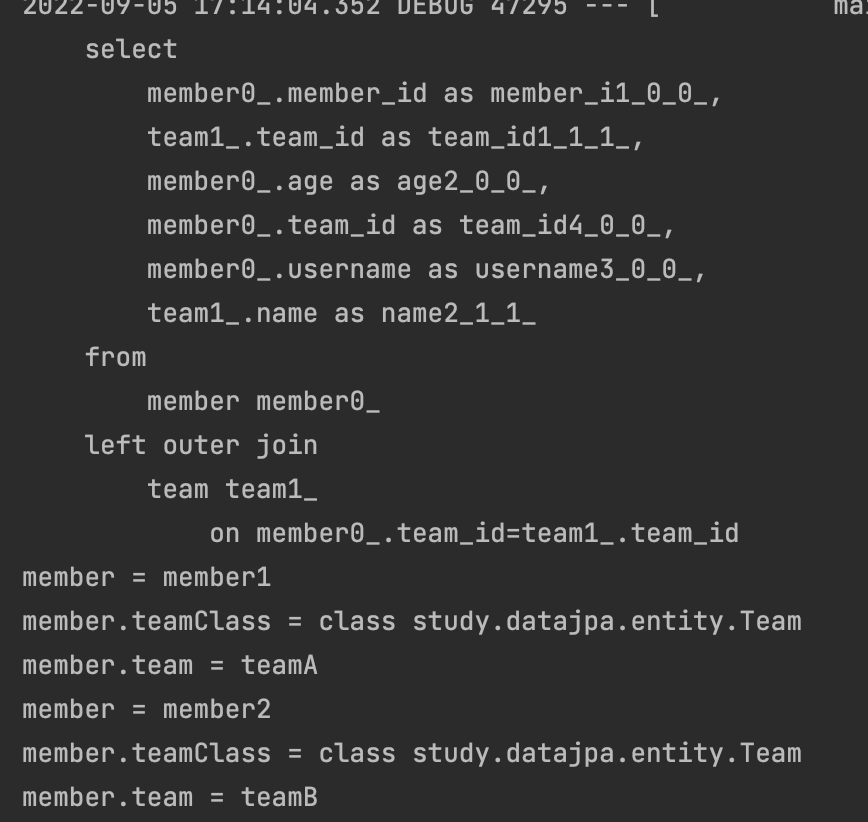 2022-09-05 17:14:04.352 DEBUG 47295 --- [
select
member0_.member_id as member_i1_0_0_,
team1_.team_id as team_id1_1_1_,
member0_.age as age2_0_0_,
member0_.team_id as team_id4_0_0_,
member0_.username as username3_0_0_,
team1_.name as name2_1_1_
from
member member0_
left outer join
team team1_
on member0_.team_id=team1_.team_id
member = member1
member.teamClass = class study.datajpa.entity.Team
member.team = teamA
member = member2
member.teamClass = class study.datajpa.entity.Team
member.team = teamB